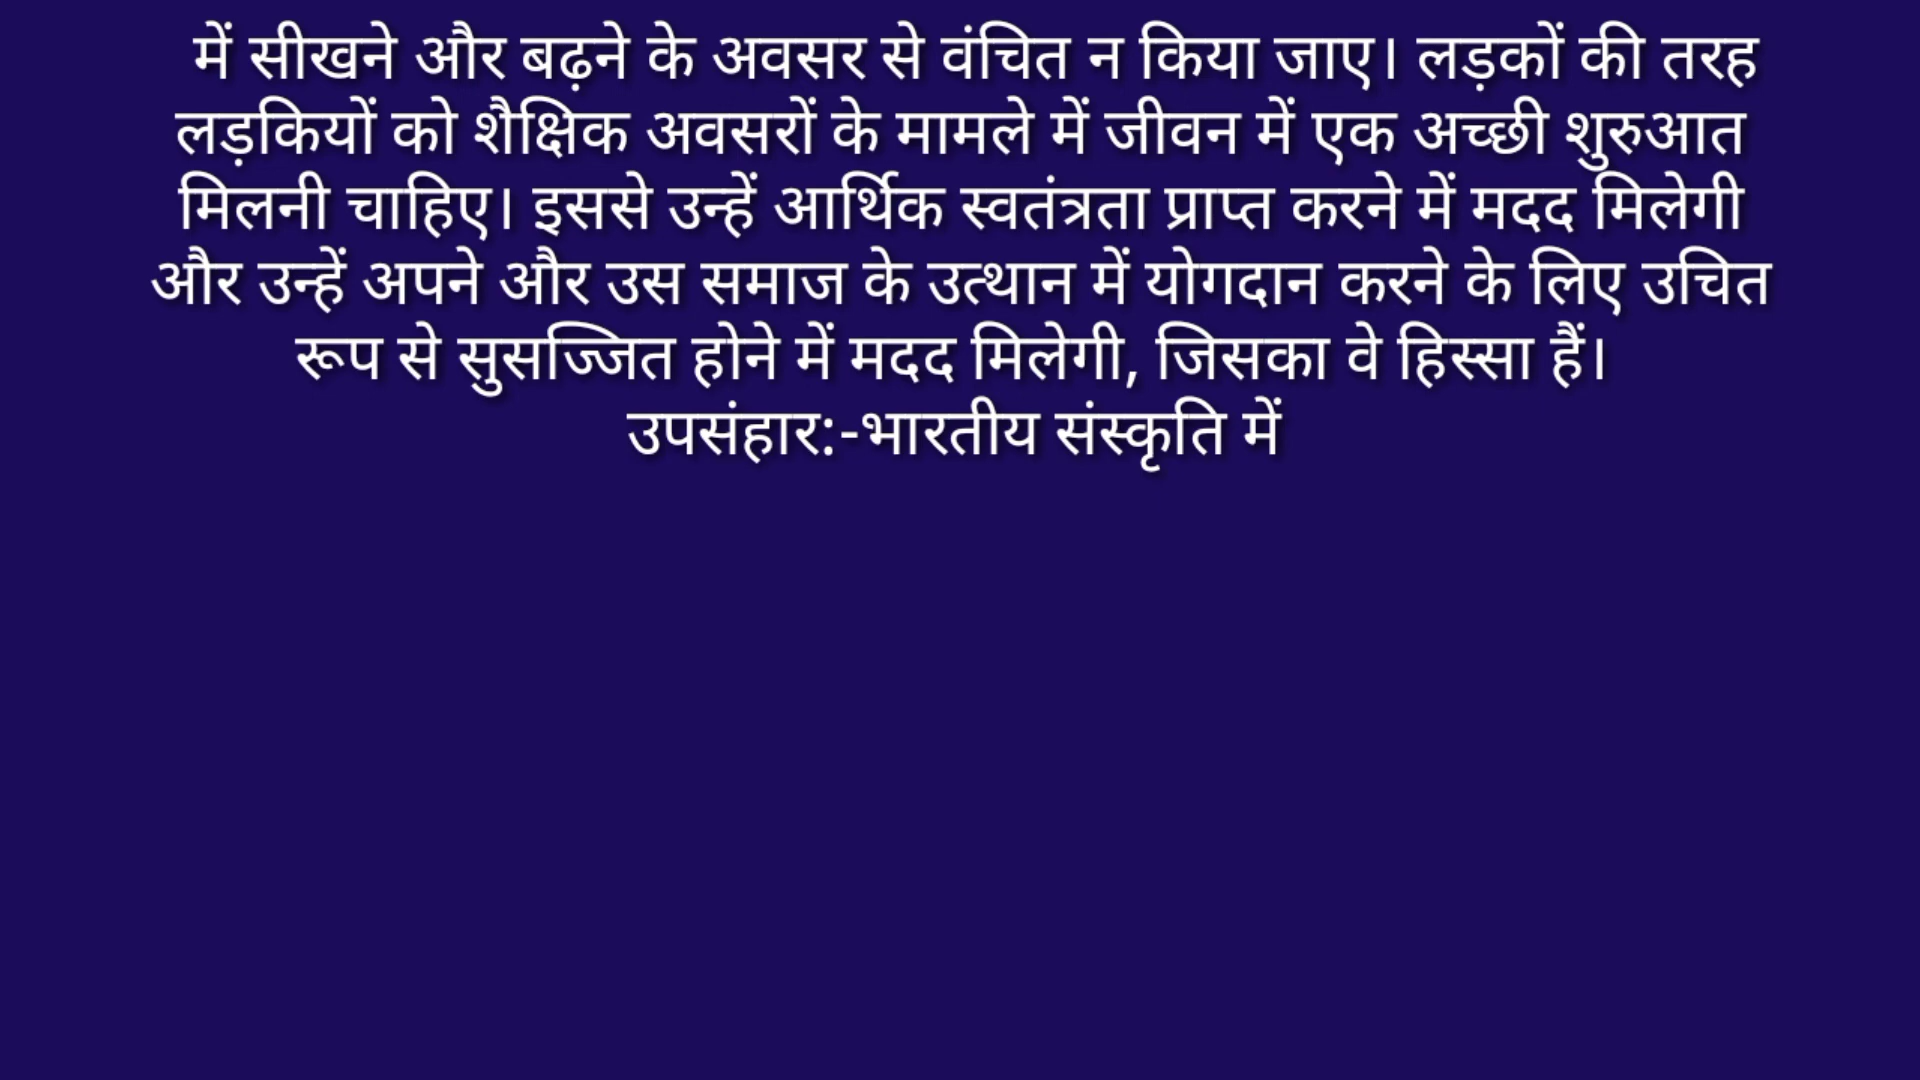 में सीखने और बढ़ने के अवसर से वंचित न किया जाए। लड़कों की तरह
लड़कियों को शैक्षिक अवसरों के मामले में जीवन में एक अच्छी शुरुआत
मिलनी चाहिए। इससे उन्हें आर्थिक स्वतंत्रता प्राप्त करने में मदद मिलेगी
और उन्हें अपने और उस समाज के उत्थान में योगदान करने के लिए उचित
रूप से सुसज्जित होने में मदद मिलेगी, जिसका वे हिस्सा हैं।
उपसंहार:-भारतीय संस्कृति में